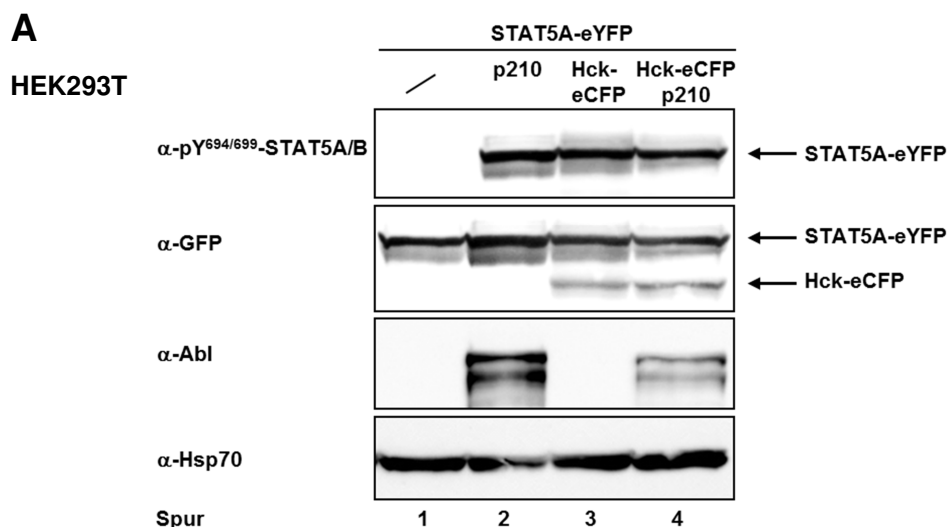 A
HEK293T
STAT5A-eYFP
p210 Hck- Hck-eCFP
eCFP p210
α-pY694/699-STAT5A/B STAT5A-eYFP
α-GFP STAT5A-eYFP
Hck-eCFP
α-Abl
α-Hsp70
Spur 1 2 3 4